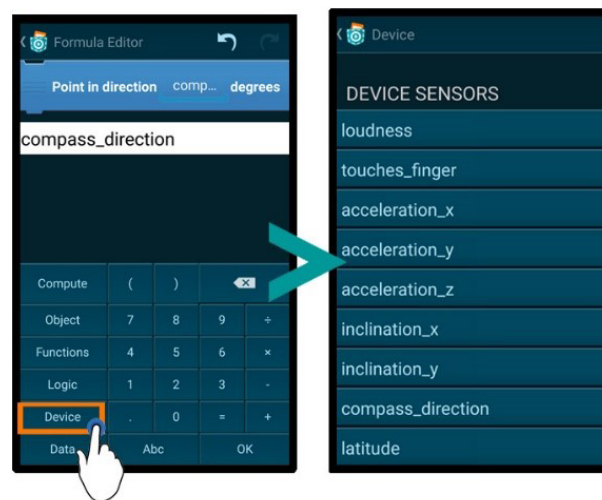 Formula Editor
Point in direction comp... degrees
compass_direction
Compute ( )
Object 7 8 9 ÷
Functions 4 5 6 ×
Logic 1 2 3 -
Device . 0 = +
Data Abc OK
Device
DEVICE SENSORS
loudness
touches_finger
acceleration_x
acceleration_y
acceleration_z
inclination_x
inclination_y
compass_direction
latitude